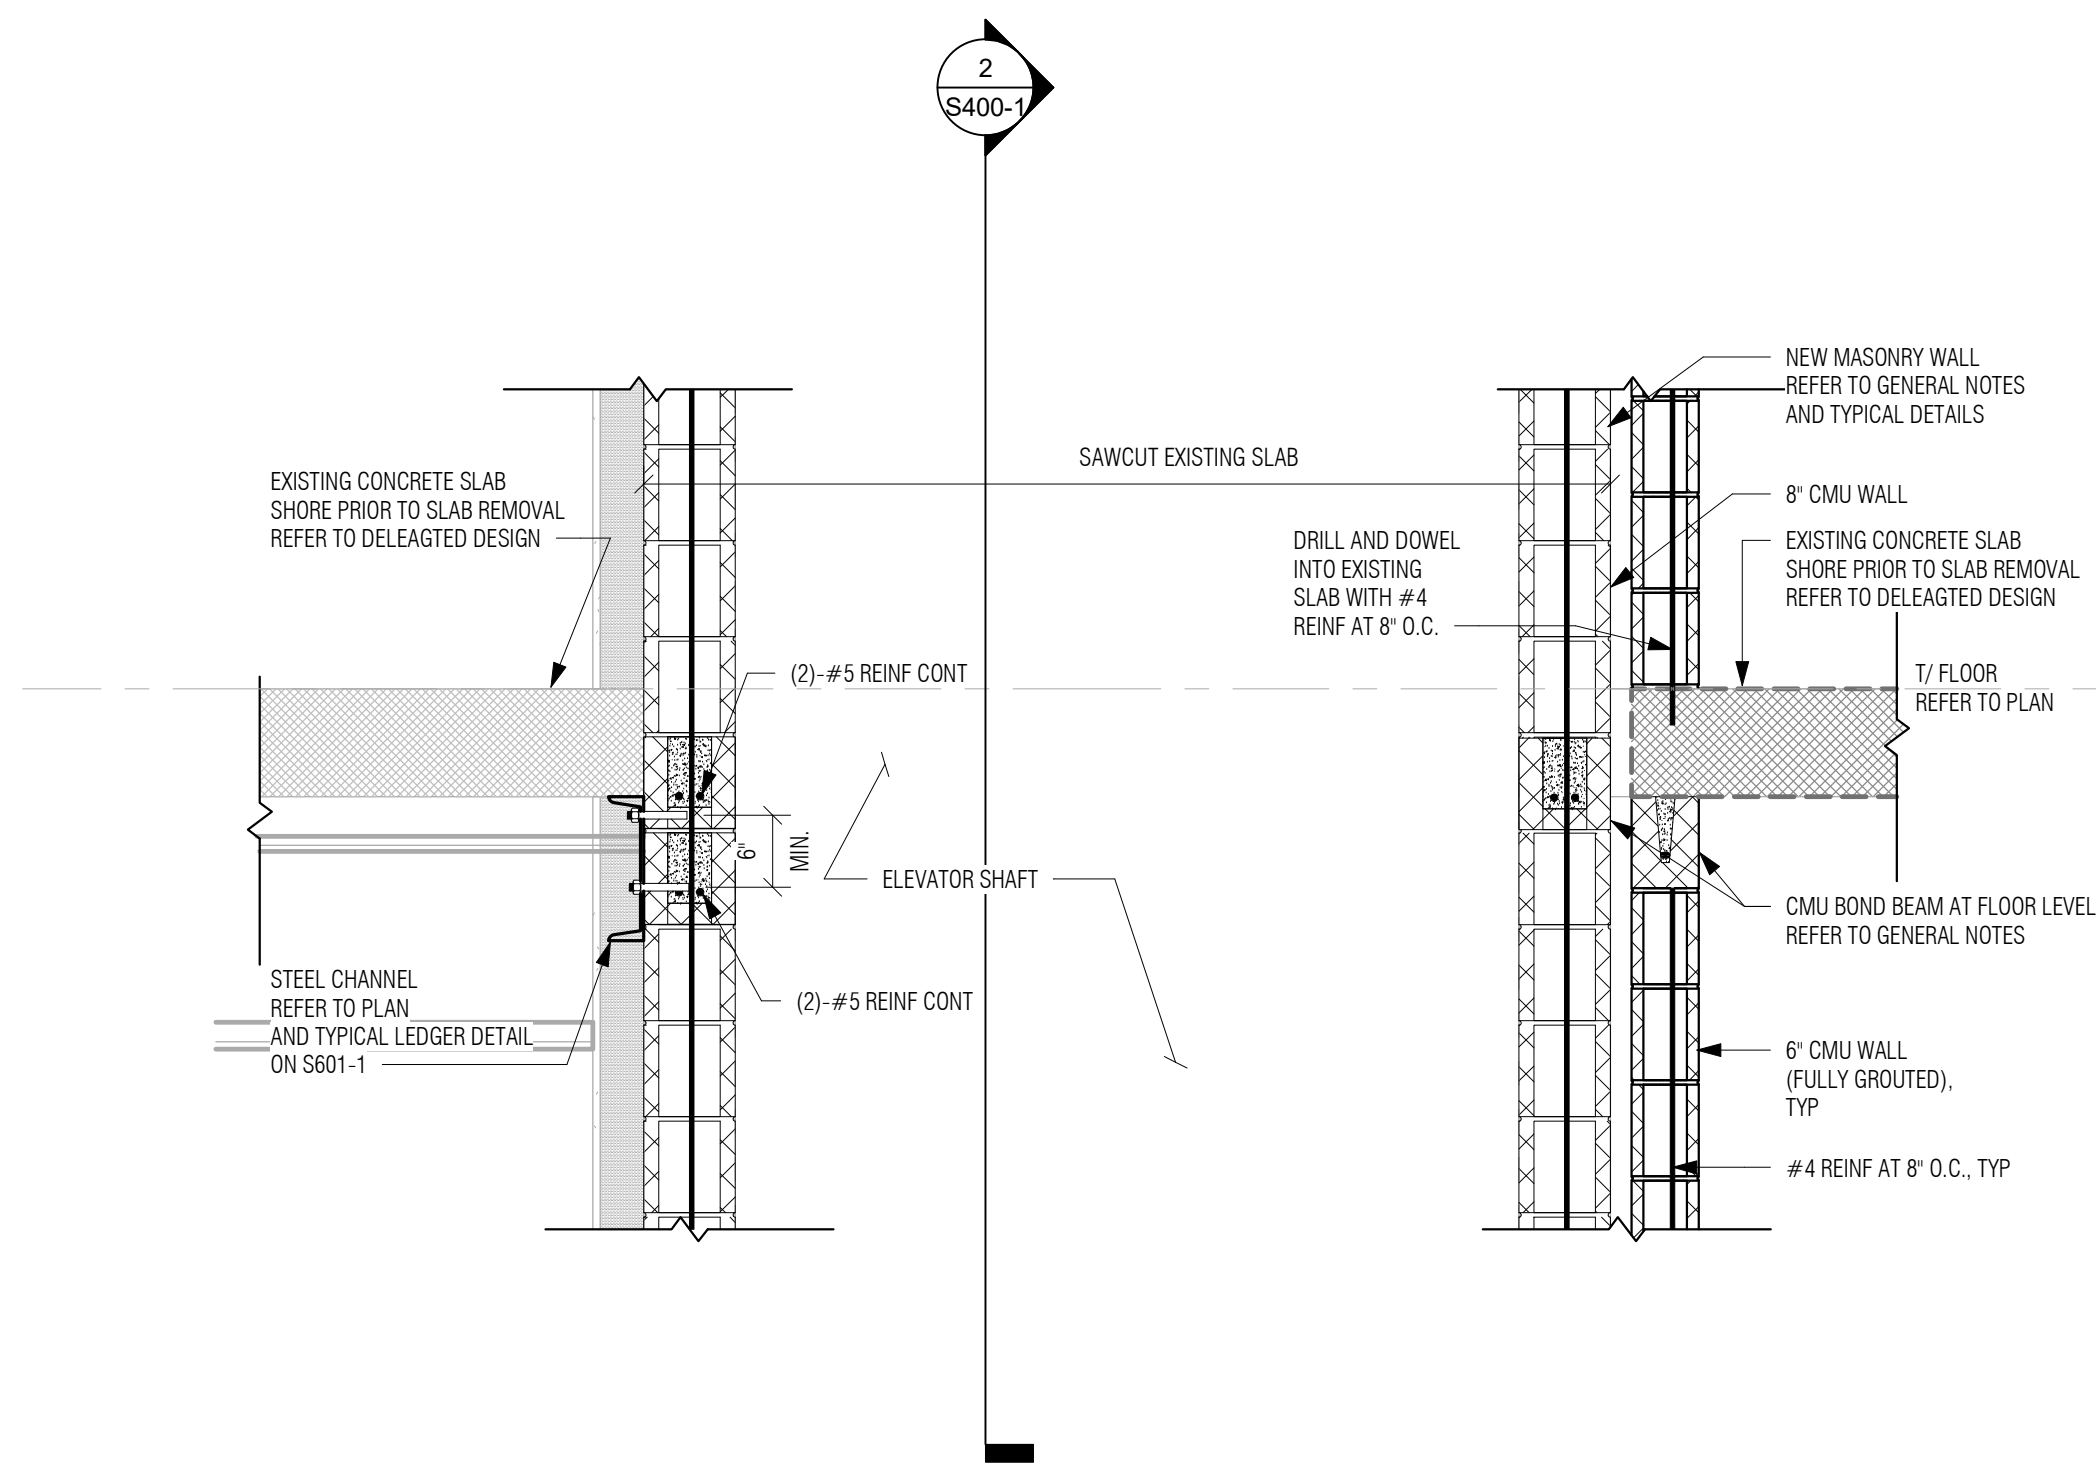 2
S400-1
NEW MASONRY WALL
REFER TO GENERAL NOTES
AND TYPICAL DETAILS
SAWCUT EXISTING SLAB
EXISTING CONCRETE SLAB
SHORE PRIOR TO SLAB REMOVAL
REFER TO DELEAGTED DESIGN
8" CMU WALL
DRILL AND DOWEL
INTO EXISTING
SLAB WITH #4
REINF AT 8" O.C.
EXISTING CONCRETE SLAB
SHORE PRIOR TO SLAB REMOVAL
REFER TO DELEAGTED DESIGN
(2)-#5 REINF CONT
T/ FLOOR
REFER TO PLAN
6"
MIN.
ELEVATOR SHAFT
CMU BOND BEAM AT FLOOR LEVEL
REFER TO GENERAL NOTES
STEEL CHANNEL
REFER TO PLAN
AND TYPICAL LEDGER DETAIL
ON S601-1
(2)-#5 REINF CONT
6" CMU WALL
(FULLY GROUTED),
TYP
#4 REINF AT 8" O.C., TYP